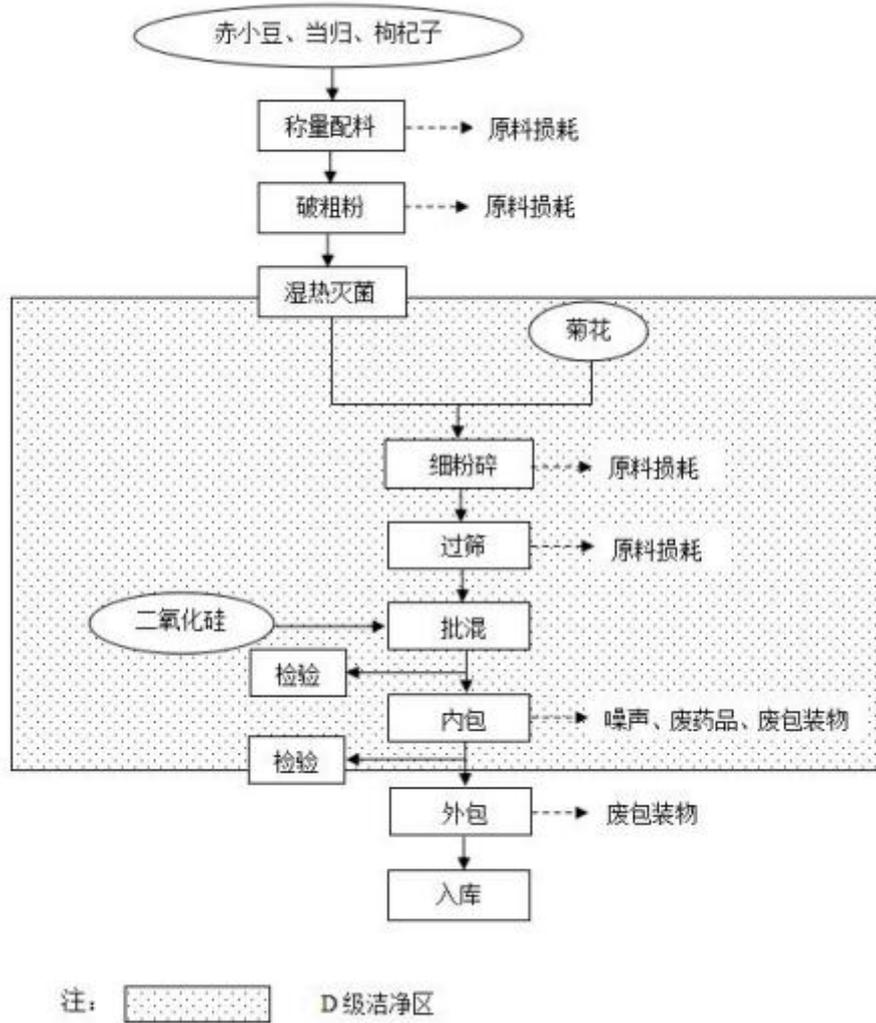 赤小豆、当归、枸杞子
称量配料
原料损耗
破粗粉
原料损耗
湿热灭菌
菊花
细粉碎
原料损耗
过筛
原料损耗
二氧化硅
批混
检验
内包
噪声、废药品、废包装物
检验
外包
废包装物
入库
注：
D级洁净区